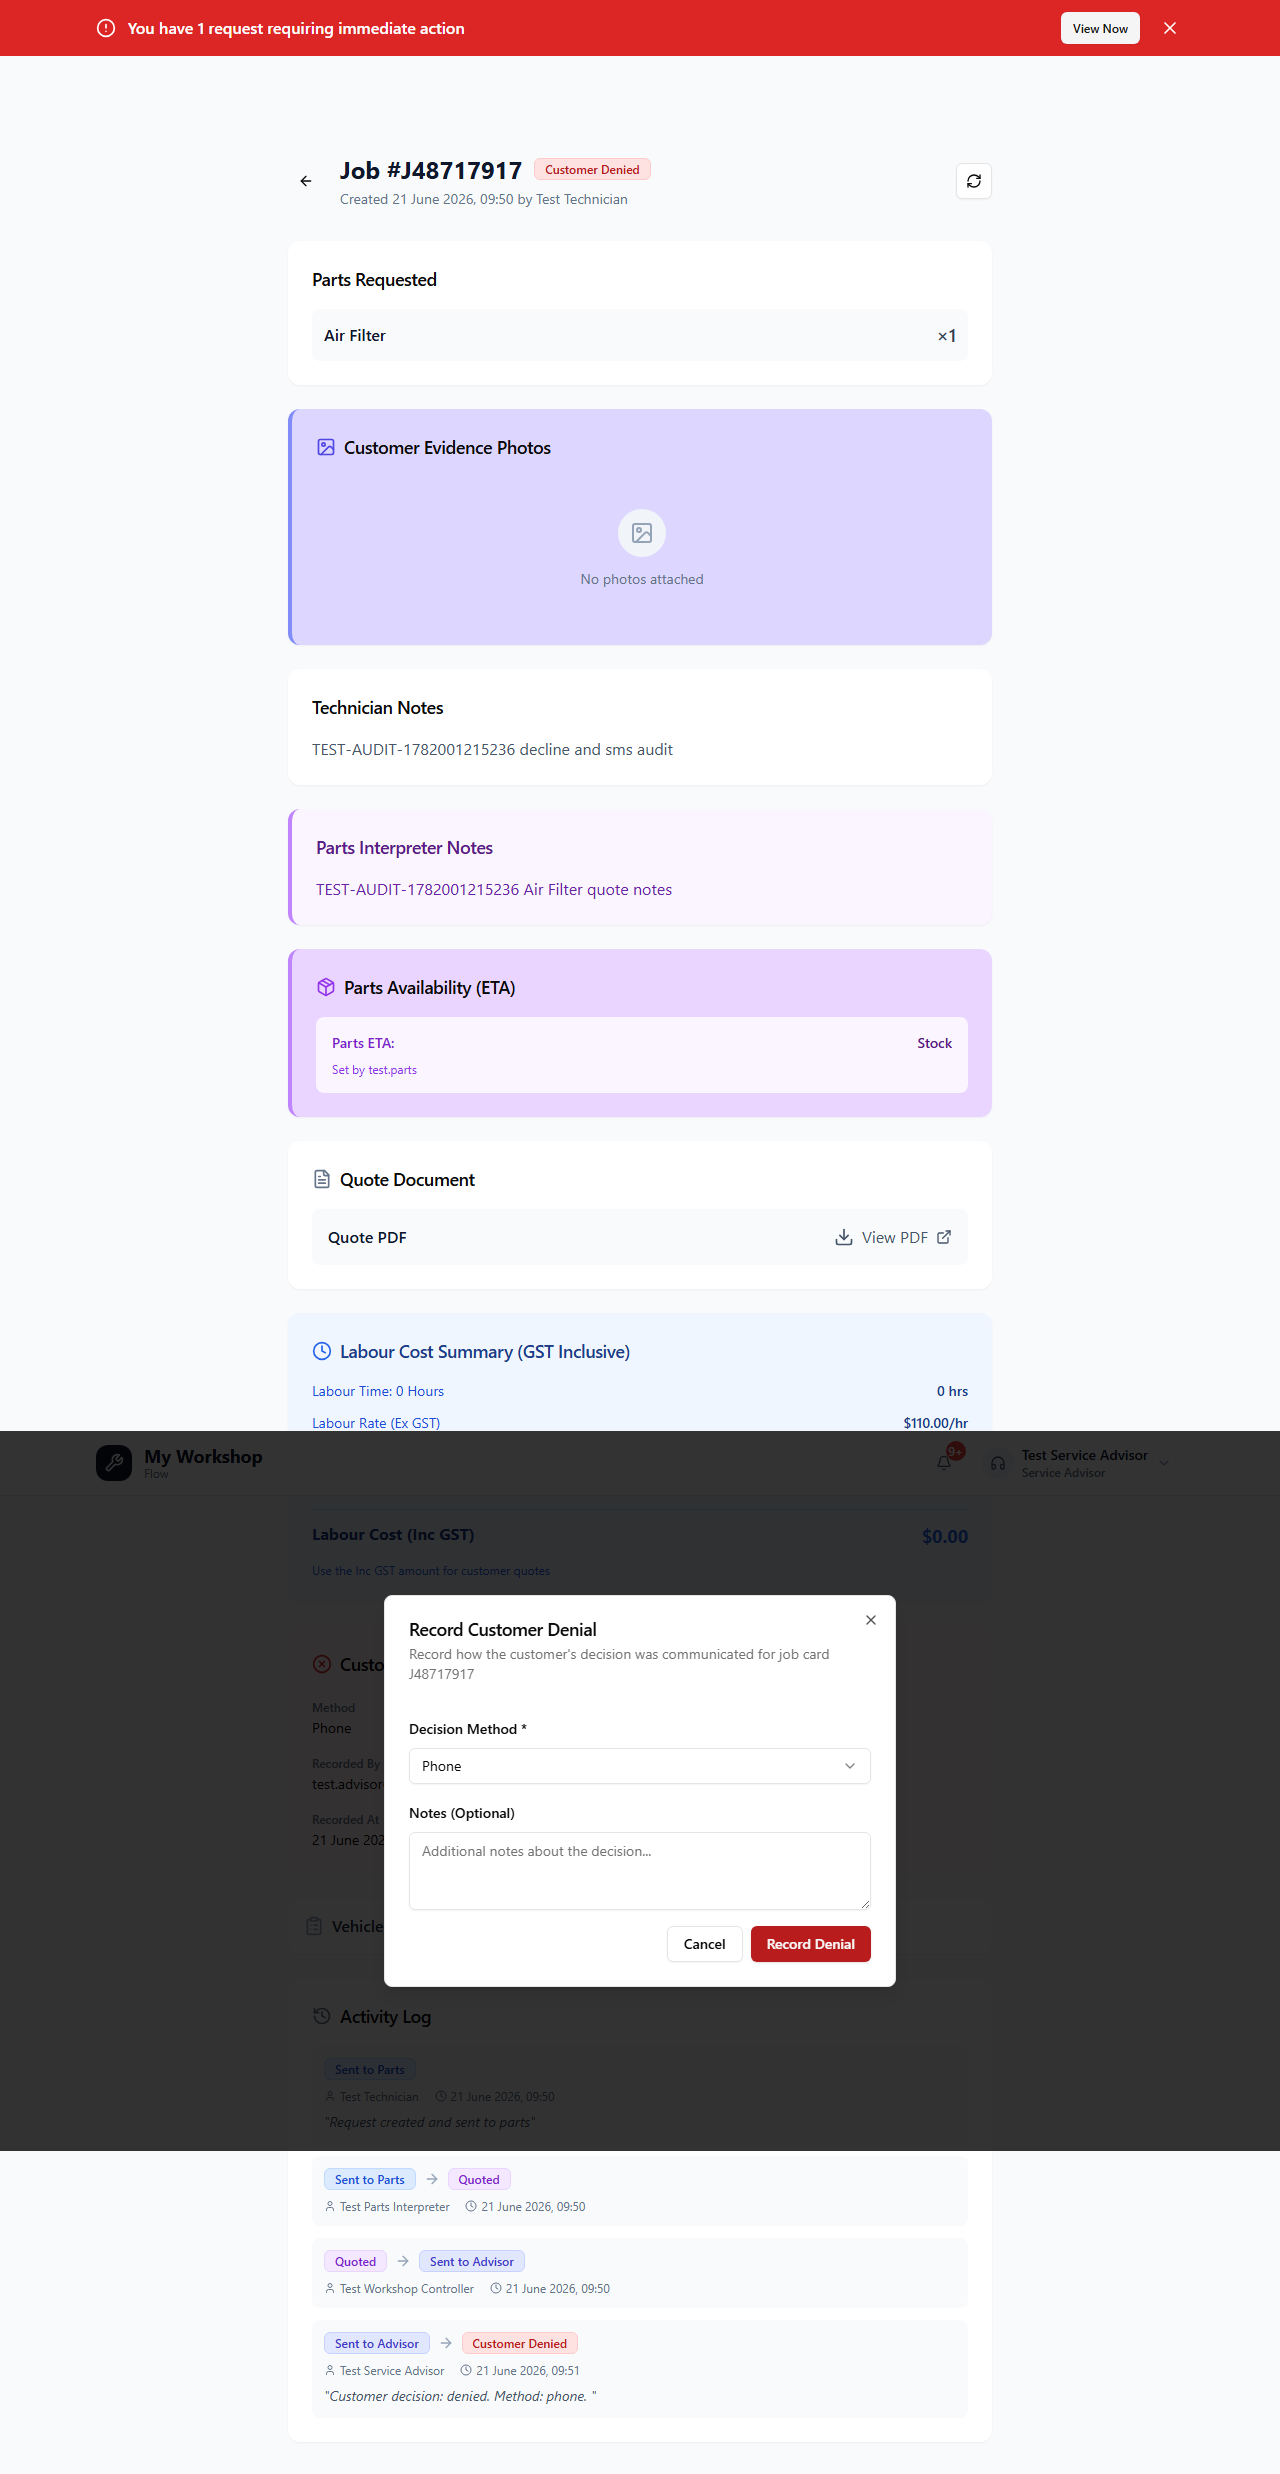 You have 1 request requiring immediate action
View Now
Job #J48717917
Customer Denied
Created 21 June 2026, 09:50 by Test Technician
Parts Requested
Air Filter
×1
Customer Evidence Photos
No photos attached
Technician Notes
TEST-AUDIT-1782001215236 decline and sms audit
Parts Interpreter Notes
TEST-AUDIT-1782001215236 Air Filter quote notes
Parts Availability (ETA)
Parts ETA:
Stock
Set by test.parts
Quote Document
Quote PDF
View PDF
Labour Cost Summary (GST Inclusive)
Labour Time: 0 Hours
0 hrs
Labour Rate (Ex GST)
$110.00/hr
My Workshop
Flow
9+
Test Service Advisor
Service Advisor
Labour Cost (Inc GST)
$0.00
Use the Inc GST amount for customer quotes
Record Customer Denial
Record how the customer's decision was communicated for job card
J48717917
Decision Method *
Phone
Notes (Optional)
Additional notes about the decision...
Cancel
Record Denial
Custo
Method
Phone
Recorded By
test.advisor
Recorded At
21 June 202
Vehicle
Activity Log
Sent to Parts
Test Technician
21 June 2026, 09:50
"Request created and sent to parts"
Sent to Parts
Quoted
Test Parts Interpreter
21 June 2026, 09:50
Quoted
Sent to Advisor
Test Workshop Controller
21 June 2026, 09:50
Sent to Advisor
Customer Denied
Test Service Advisor
21 June 2026, 09:51
"Customer decision: denied. Method: phone. "